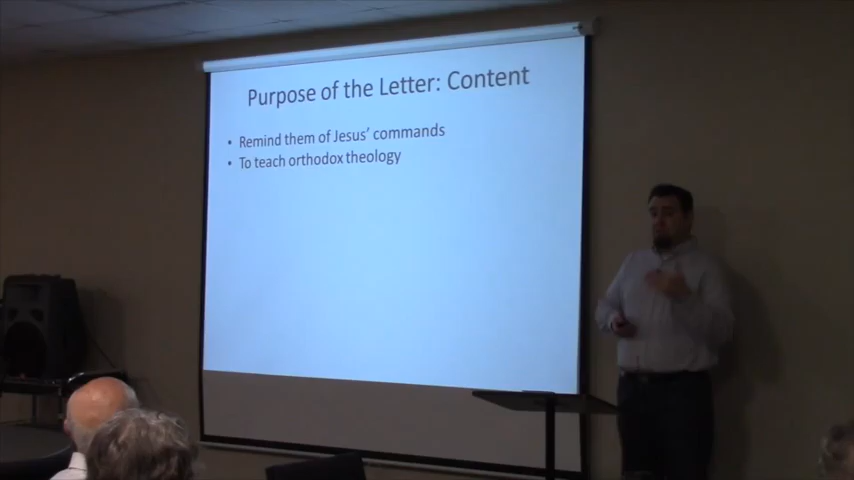 Purpose of the Letter: Content
• Remind them of Jesus' commands
• To teach orthodox theology